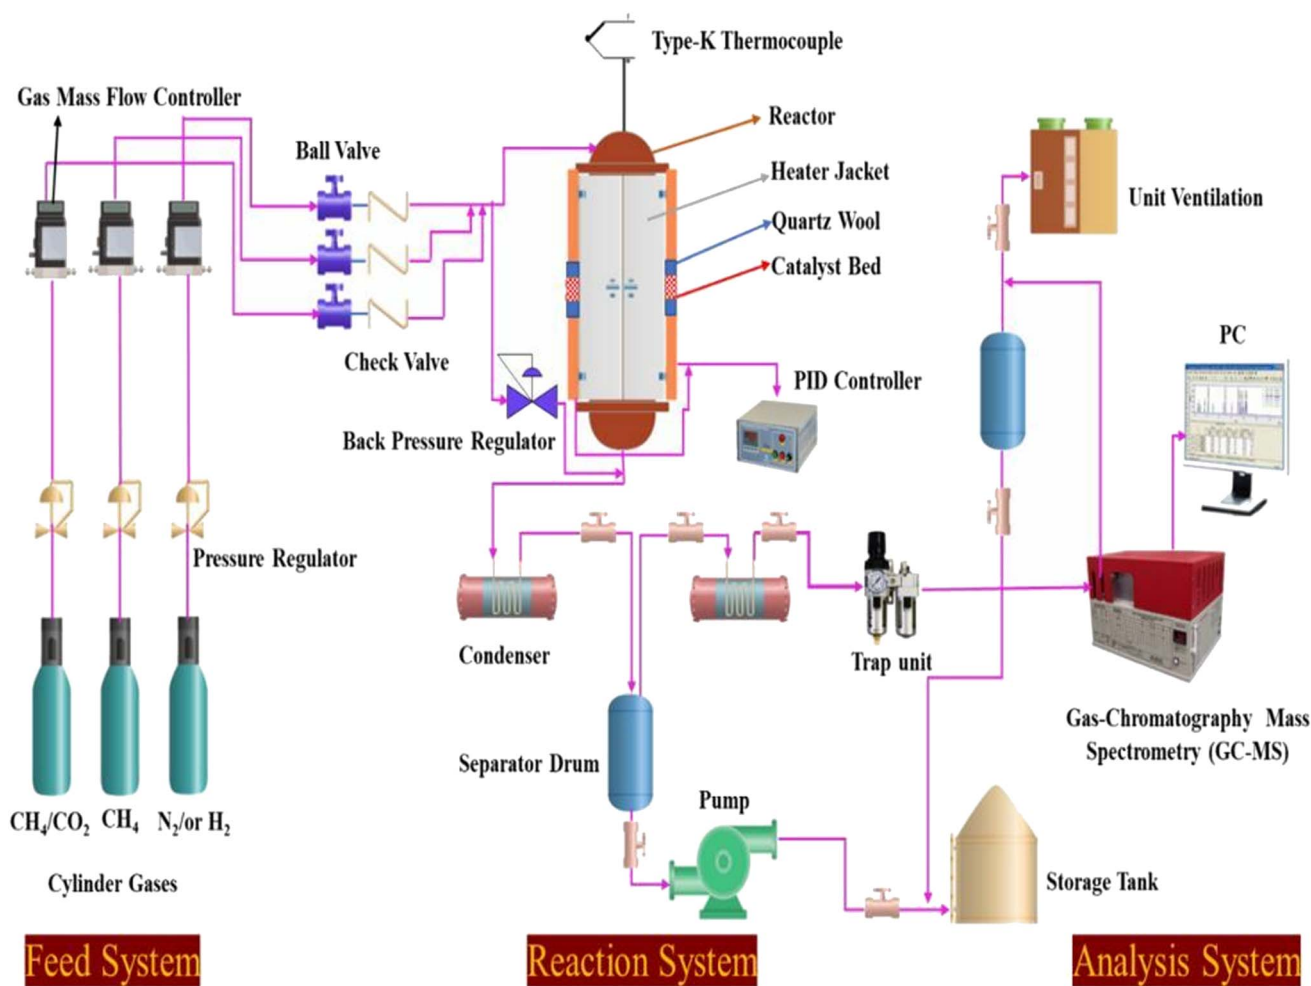 Type-K Thermocouple
Gas Mass Flow Controller
Reactor
Ball Valve
Heater Jacket
Unit Ventilation
Quartz Wool
Catalyst Bed
PC
Check Valve
PID Controller
Back Pressure Regulator
Pressure Regulator
Condenser
Trap unit
Gas-Chromatography Mass
Spectrometry (GC-MS)
Separator Drum
Pump
CH₄/CO₂ CH₄ N₂/or H₂
Cylinder Gases
Storage Tank
Feed System
Reaction System
Analysis System